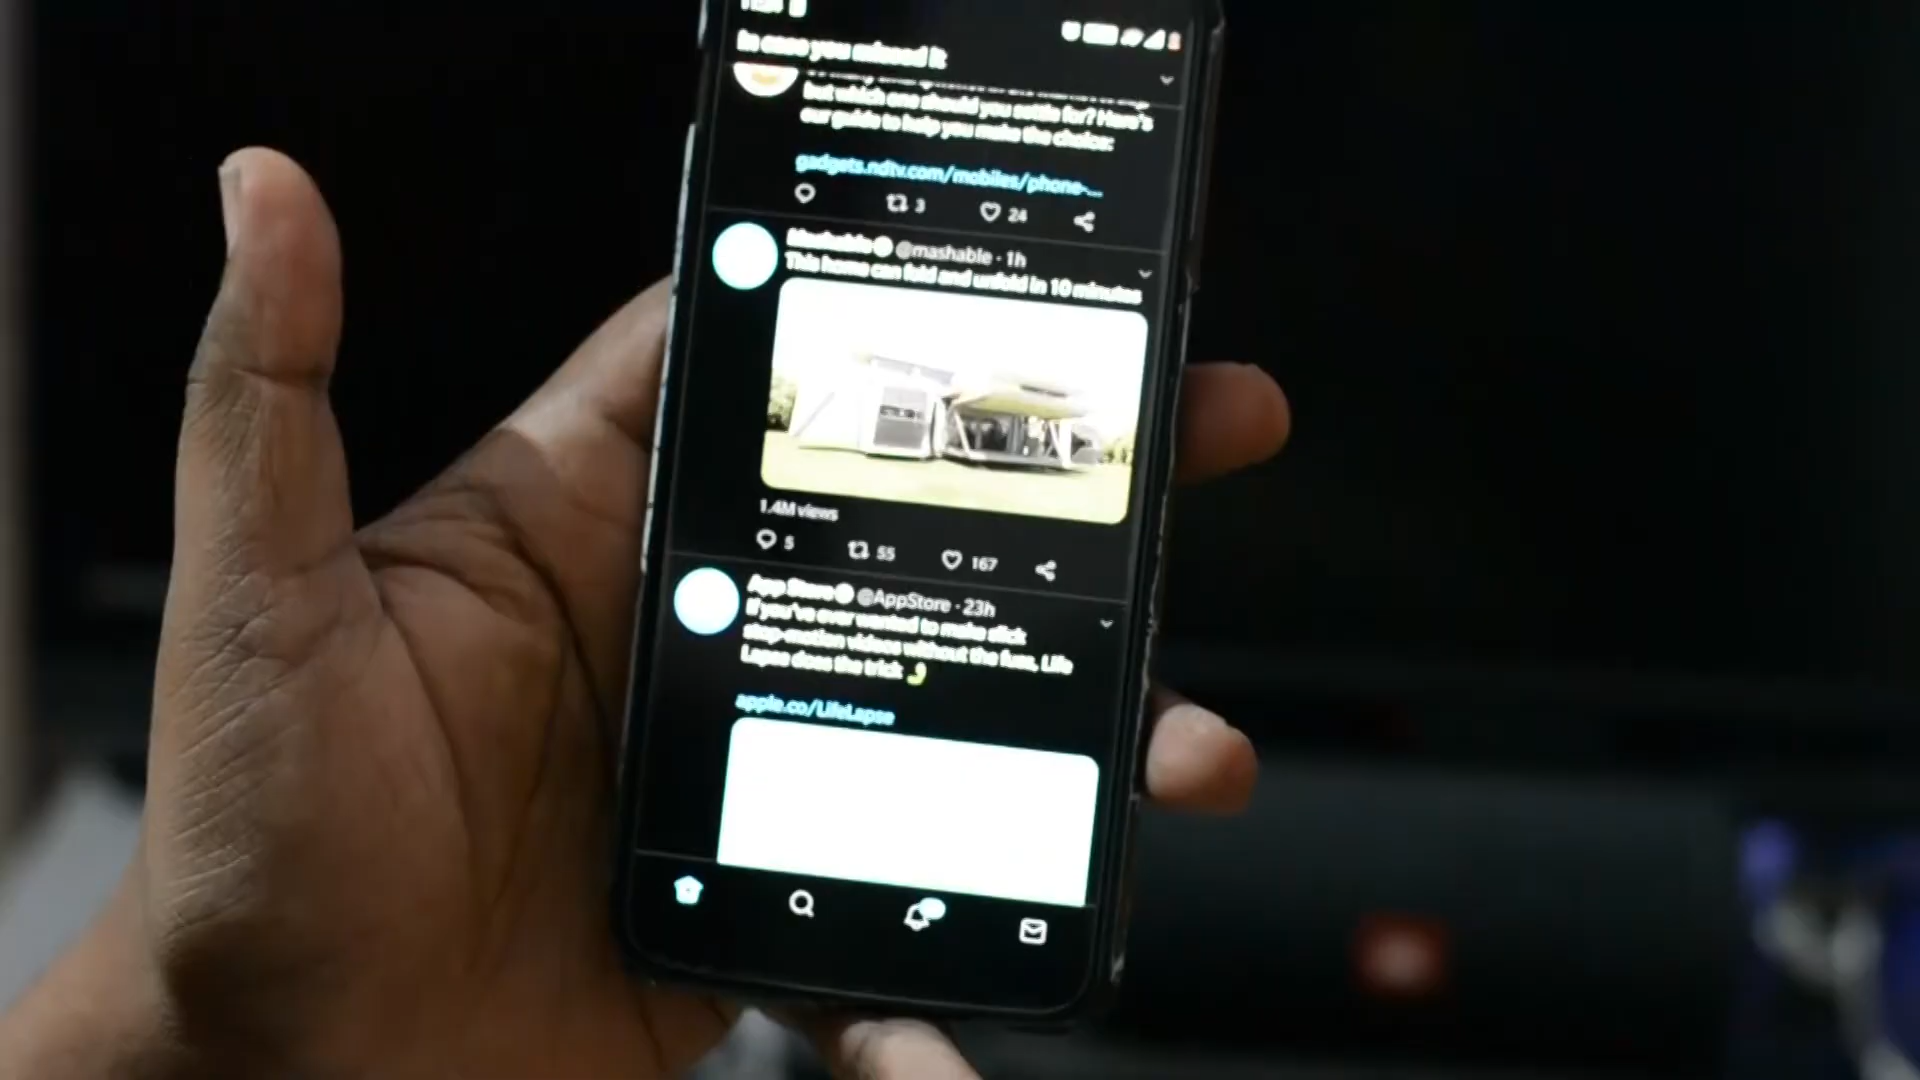 In case you missed it
but which one should you settle for? Here's
our guide to help you make the choice:
gadgets.ndtv.com/mobiles/phone-...
3
24
Mashable @mashable · 1h
This home can fold and unfold in 10 minutes
1.4M views
5
55
167
App Store @AppStore · 23h
If you've ever wanted to make slick
stop-motion videos without the fuss, Life
Lapse does the trick
apple.co/LifeLapse